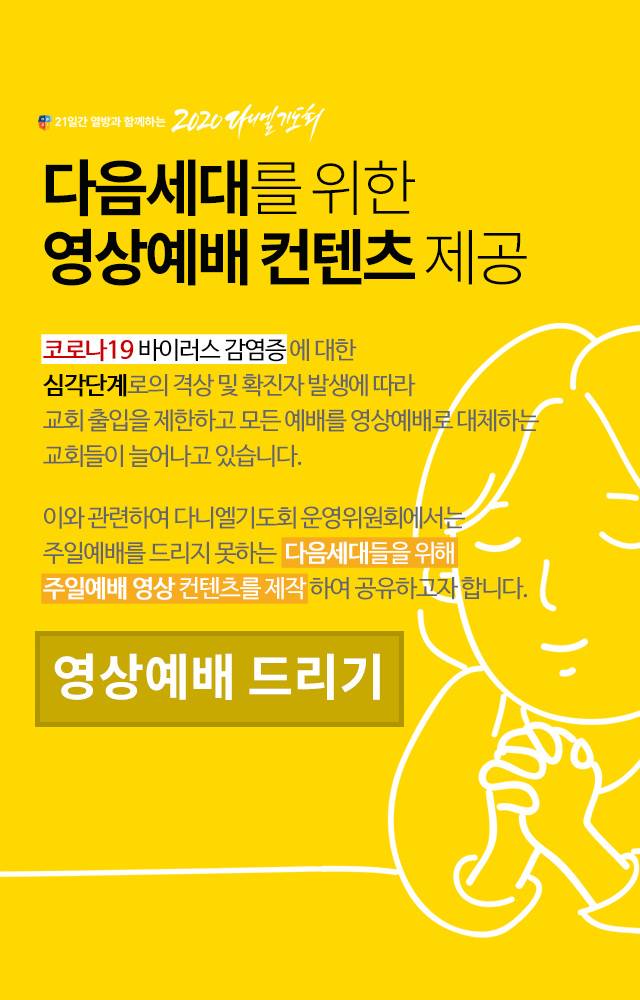 21일간 열방과 함께하는 2020 다니엘기도회
다음세대를 위한
영상예배 컨텐츠 제공
코로나19 바이러스 감염증에 대한
심각단계로의 격상 및 확진자 발생에 따라
교회 출입을 제한하고 모든 예배를 영상예배로 대체하는
교회들이 늘어나고 있습니다.
이와 관련하여 다니엘기도회 운영위원회에서는
주일예배를 드리지 못하는 다음세대들을 위해
주일예배 영상 컨텐츠를 제작하여 공유하고자 합니다.
영상예배 드리기